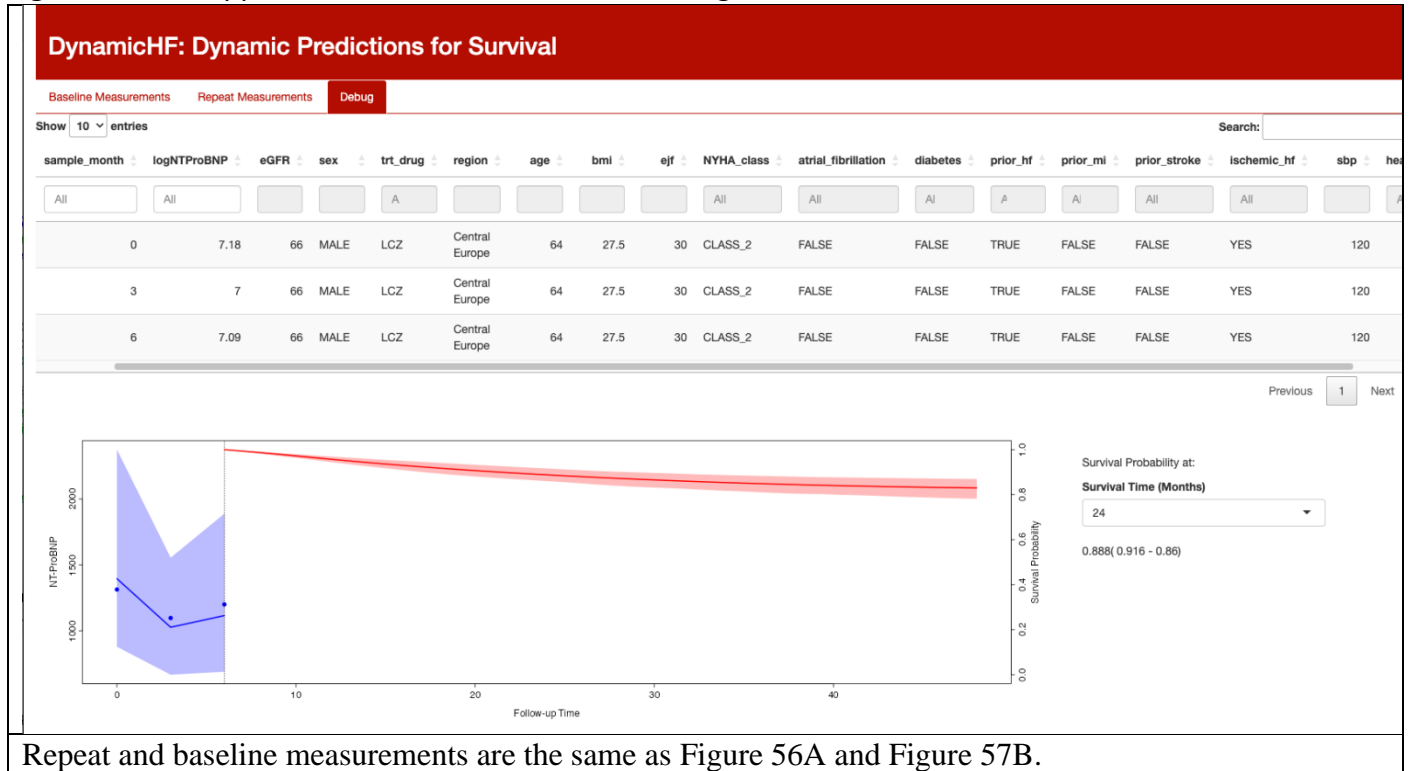 DynamicHF: Dynamic Predictions for Survival
Baseline Measurements Repeat Measurements Debug
Show 10 entries Search:
sample_month logNTProBNP eGFR sex trt_drug region age bmi ejf NYHA_class atrial_fibrillation diabetes prior_hf prior_mi prior_stroke ischemic_hf sbp hea
All All A All All Al A Al All All A
0 7.18 66 MALE LCZ Central Europe 64 27.5 30 CLASS_2 FALSE FALSE TRUE FALSE FALSE YES 120
3 7 66 MALE LCZ Central Europe 64 27.5 30 CLASS_2 FALSE FALSE TRUE FALSE FALSE YES 120
6 7.09 66 MALE LCZ Central Europe 64 27.5 30 CLASS_2 FALSE FALSE TRUE FALSE FALSE YES 120
Previous 1 Next
NT-ProBNP
1000 1500 2000
0 10 20 30 40
Follow-up Time
0.0 0.2 0.4 0.6 0.8 1.0
Survival Probability
Survival Probability at:
Survival Time (Months)
24
0.888( 0.916 - 0.86)
Repeat and baseline measurements are the same as Figure 56A and Figure 57B.